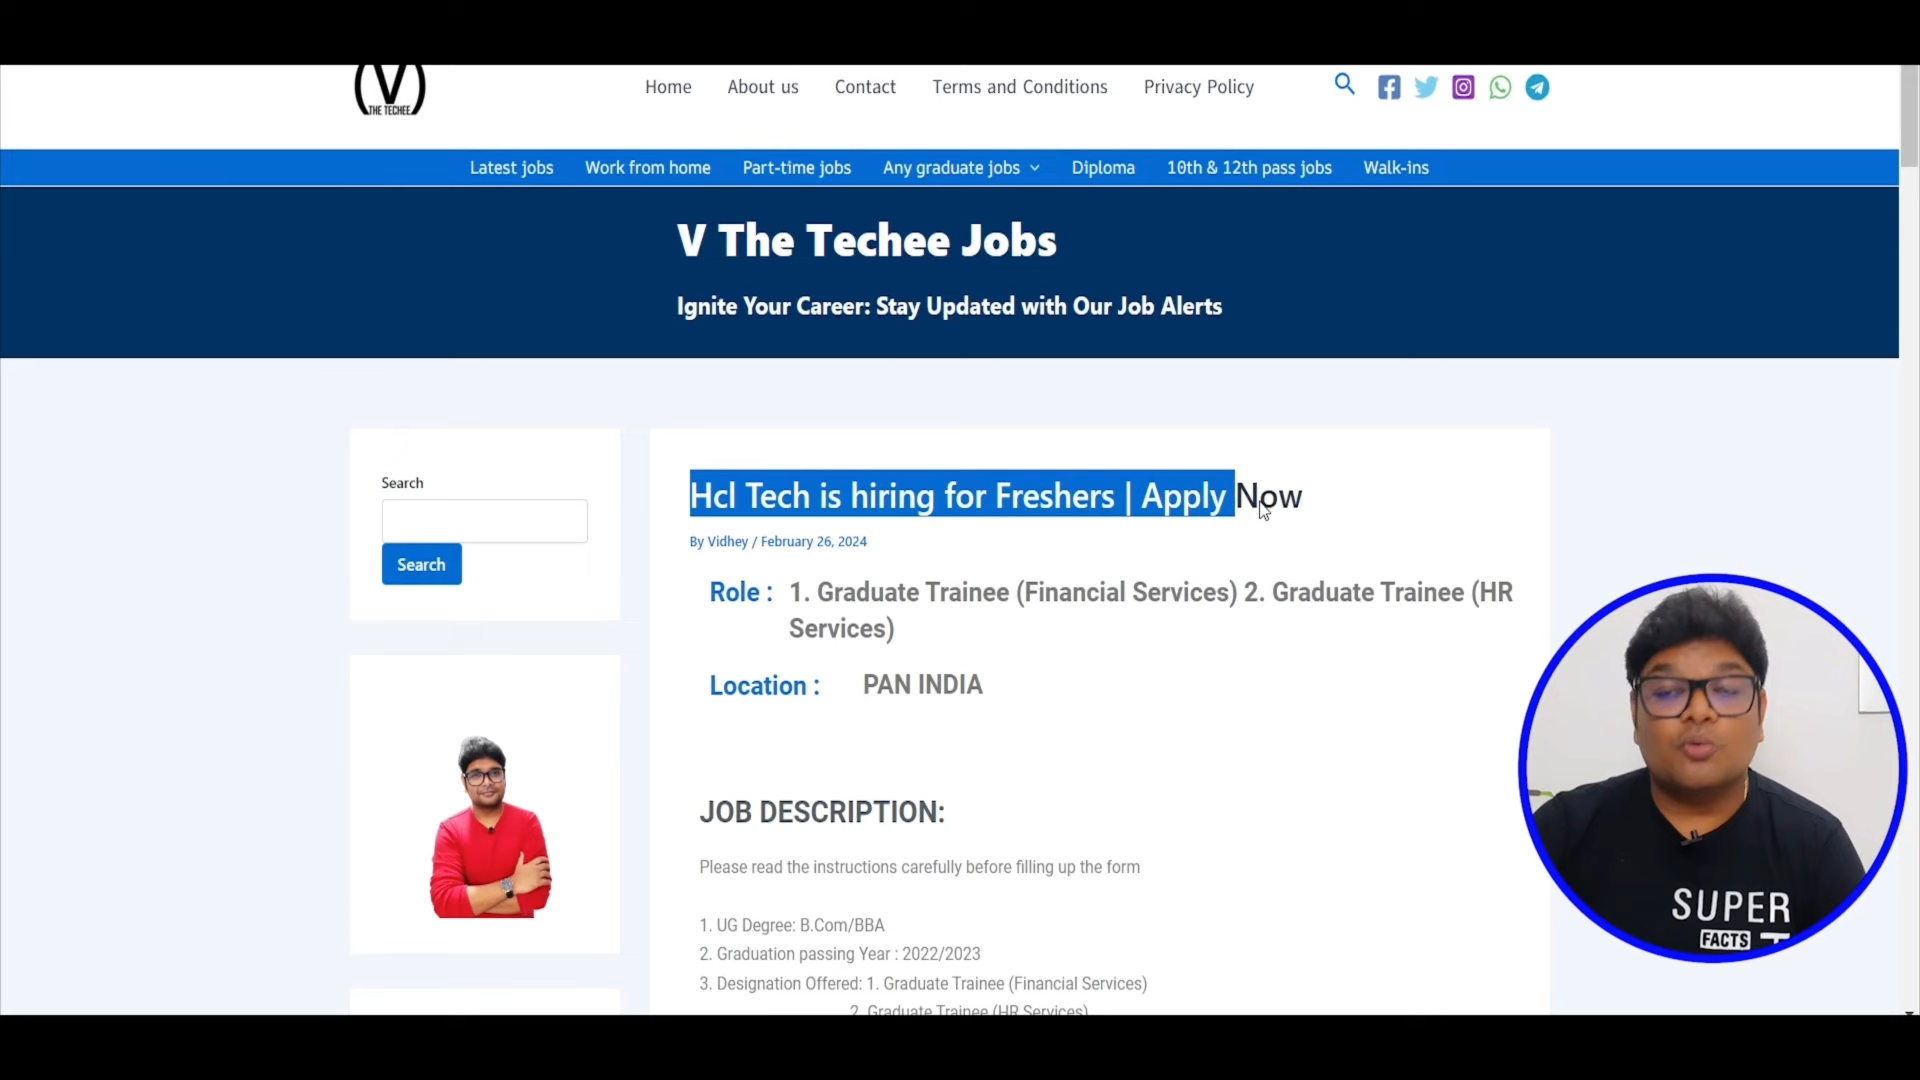 (V)
THE TECHEE
Home About us Contact Terms and Conditions Privacy Policy
Latest jobs Work from home Part-time jobs Any graduate jobs Diploma 10th & 12th pass jobs Walk-ins
V The Techee Jobs
Ignite Your Career: Stay Updated with Our Job Alerts
Search
Search
Hcl Tech is hiring for Freshers | Apply Now
By Vidhey / February 26, 2024
Role : 1. Graduate Trainee (Financial Services) 2. Graduate Trainee (HR
Services)
Location : PAN INDIA
JOB DESCRIPTION:
Please read the instructions carefully before filling up the form
1. UG Degree: B.Com/BBA
2. Graduation passing Year : 2022/2023
3. Designation Offered: 1. Graduate Trainee (Financial Services)
2. Graduate Trainee (HR Services)
SUPER
FACTS